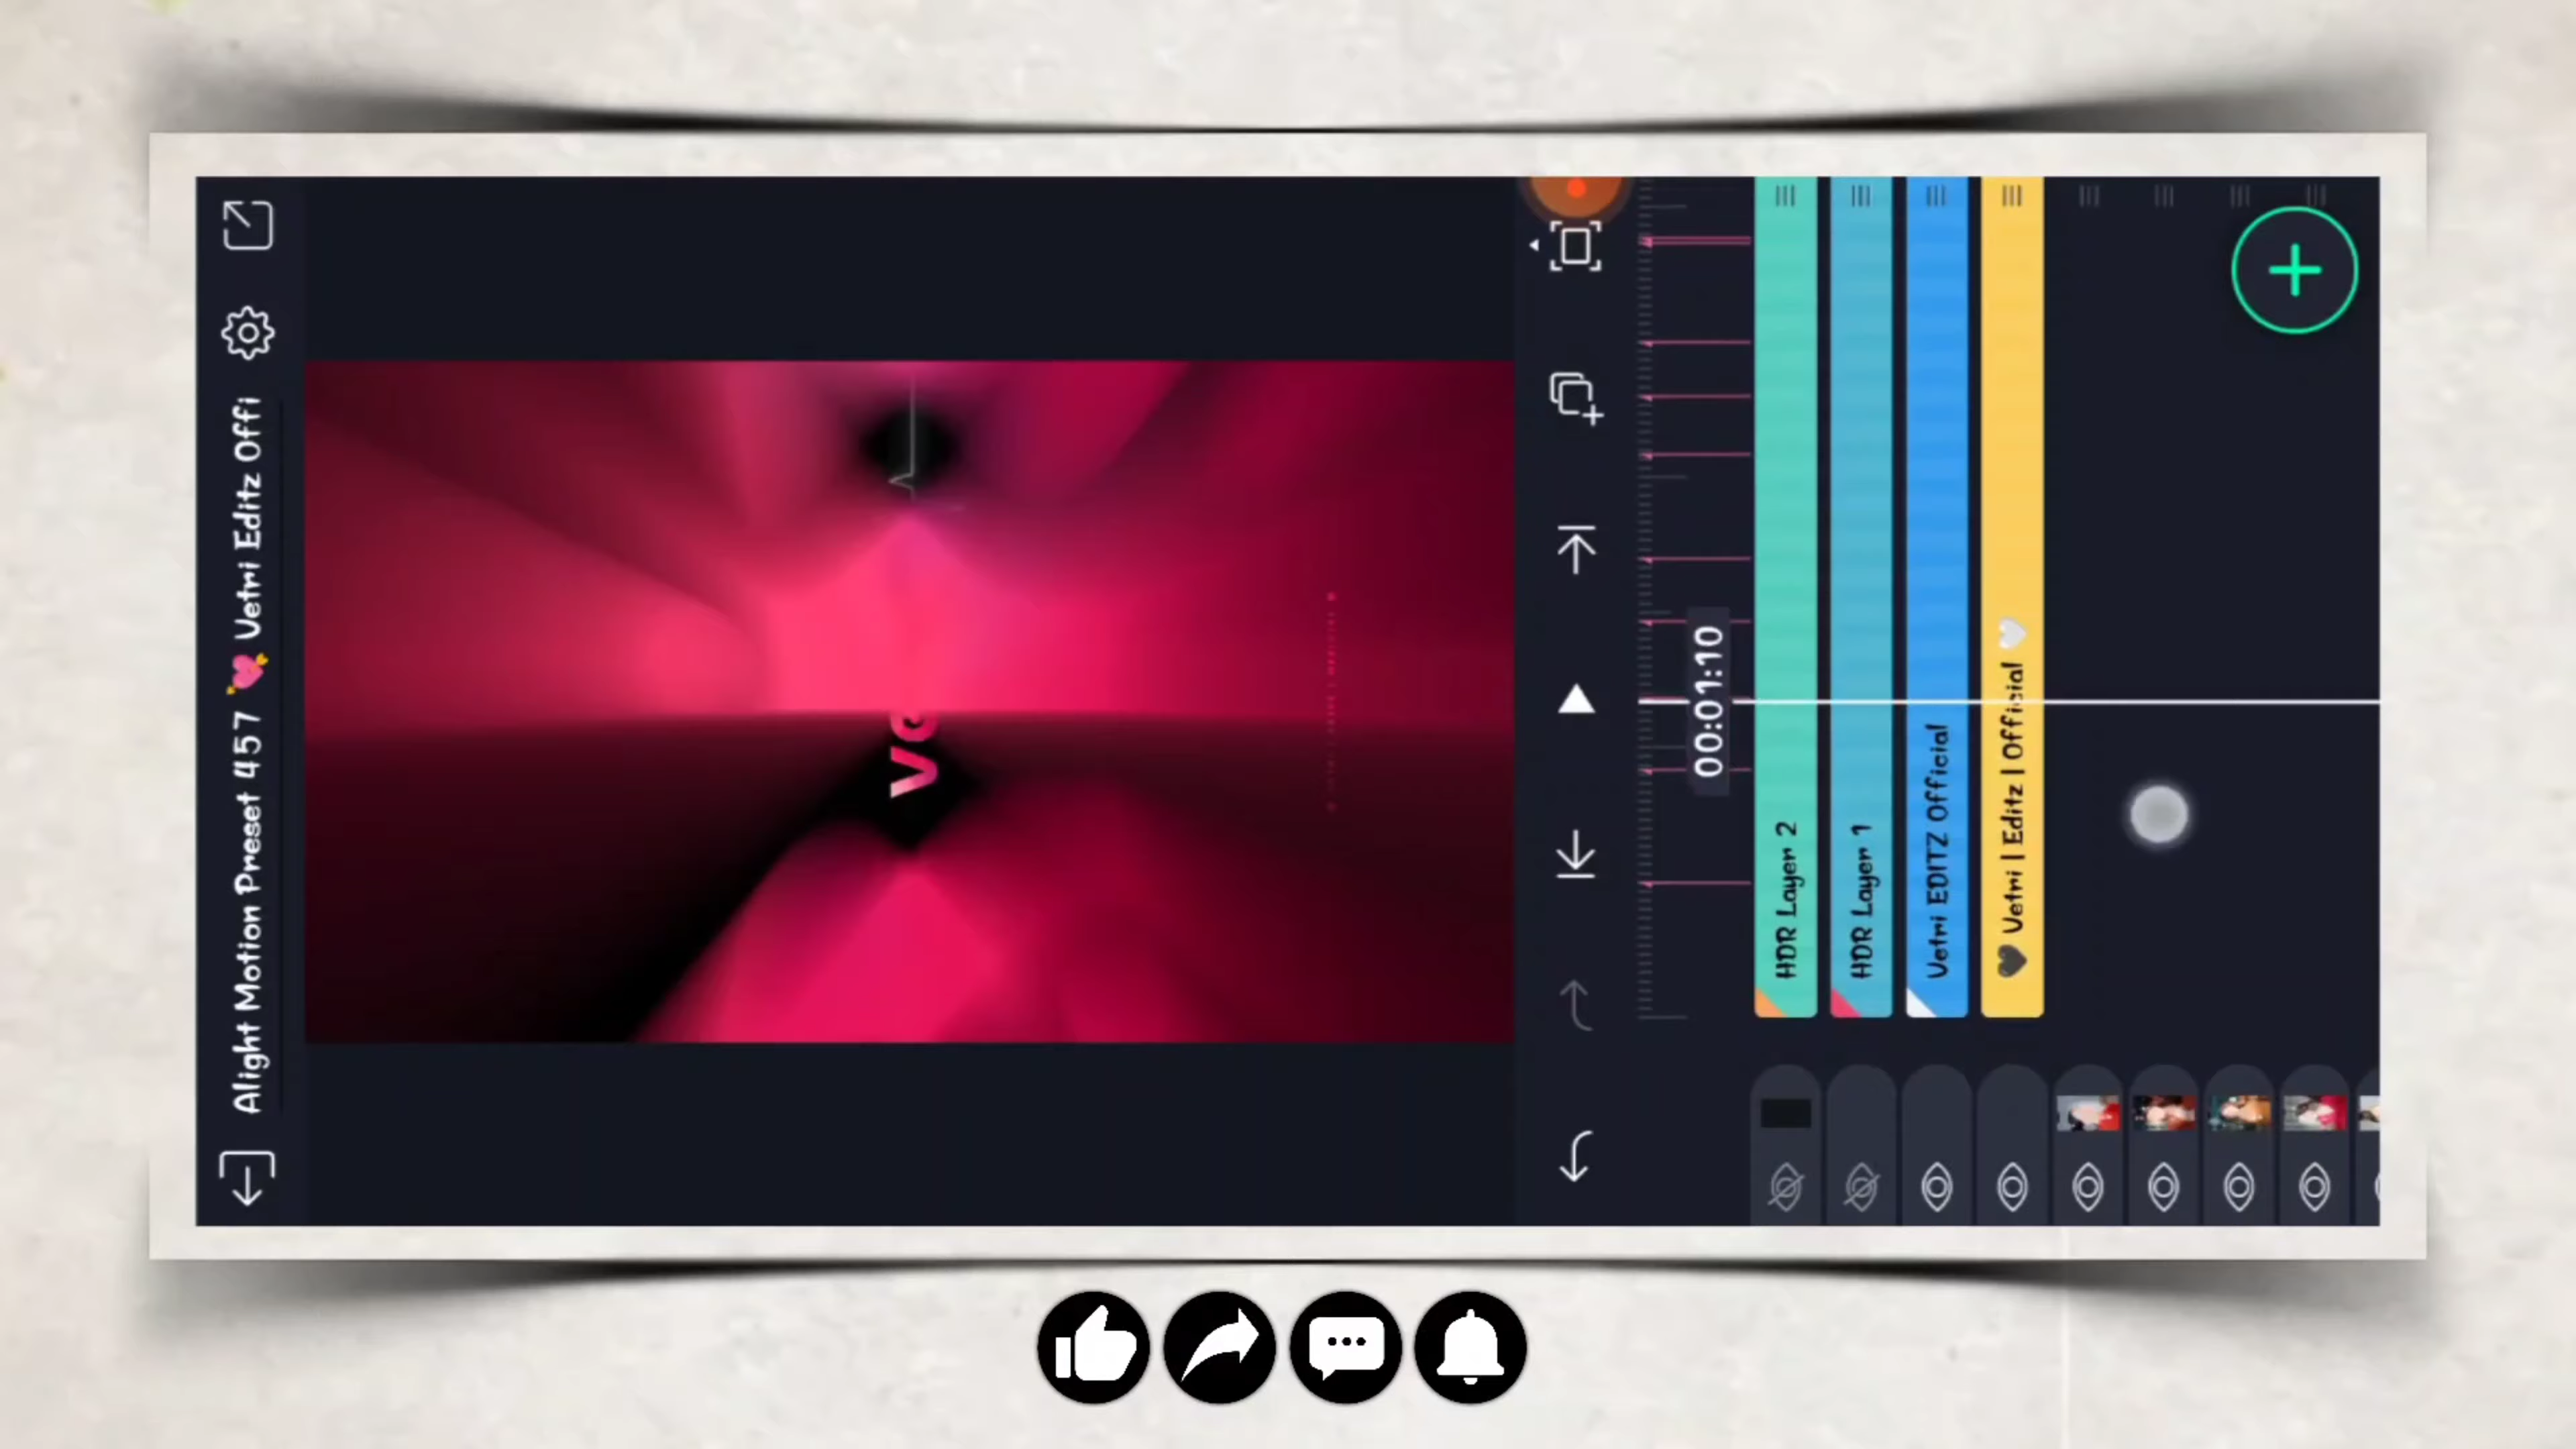 Alight Motion Preset 457 💘 Vetri Editz Offi
00:01:10
HDR Layer 2
HDR Layer 1
Vetri EDITZ Official
🖤 Vetri | Editz | Official 🤍